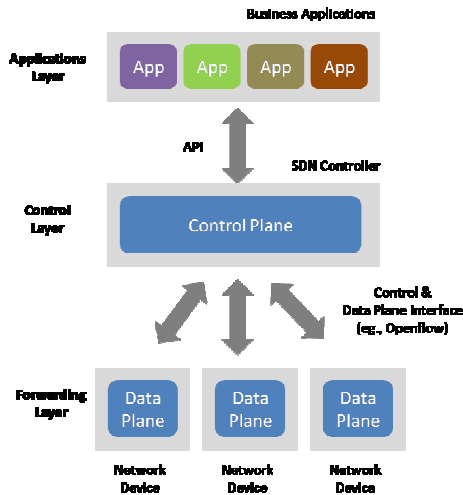 Business Applications
Applications
Layer
App App App App
API
SDN Controller
Control
Layer
Control Plane
Control &
Data Plane Interface
(eg., Openflow)
Forwarding
Layer
Data
Plane
Data
Plane
Data
Plane
Network
Device
Network
Device
Network
Device